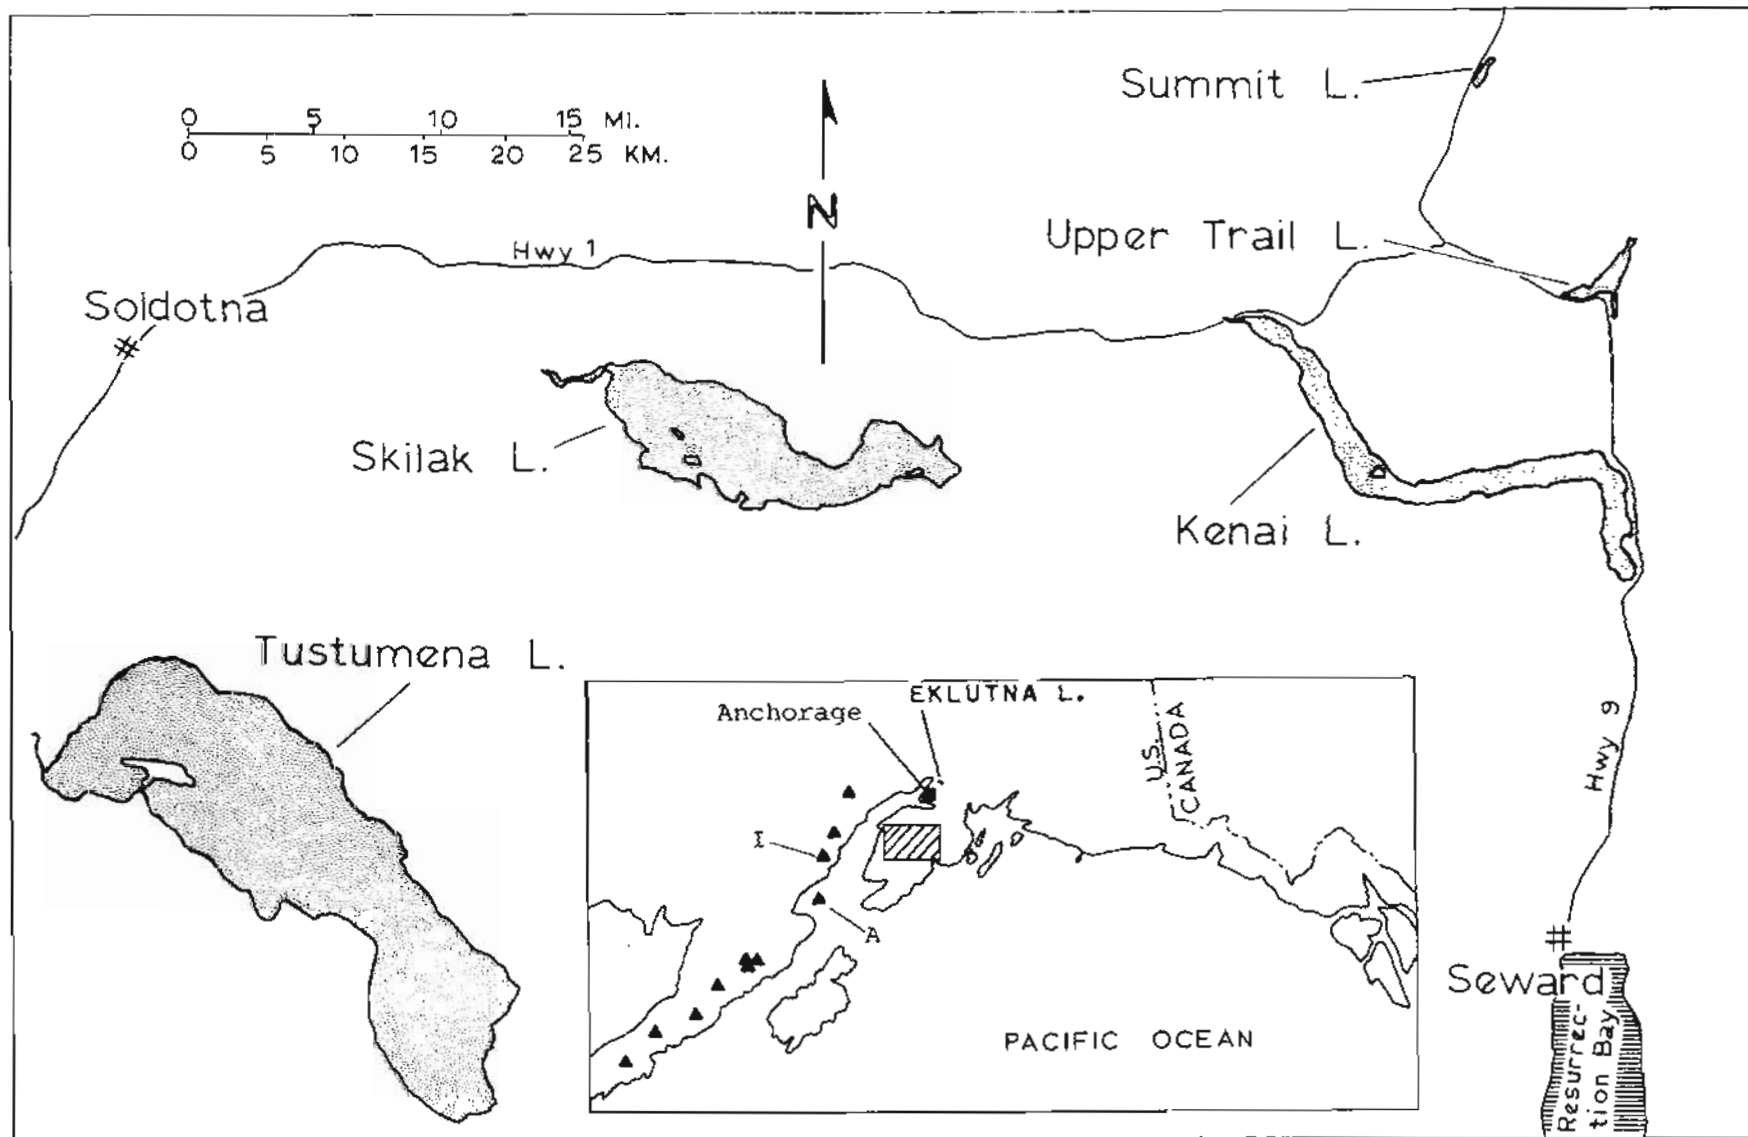 Summit L.
0 5 10 15 MI.
0 5 10 15 20 25 KM.
N
Upper Trail L.
Hwy 1
Soldotna
Skilak L.
Kenai L.
Tustumena L.
EKLUTNA L.
Anchorage
U.S.
CANADA
Hwy 9
I
A
Seward
PACIFIC OCEAN
Resurrec-
tion Bay